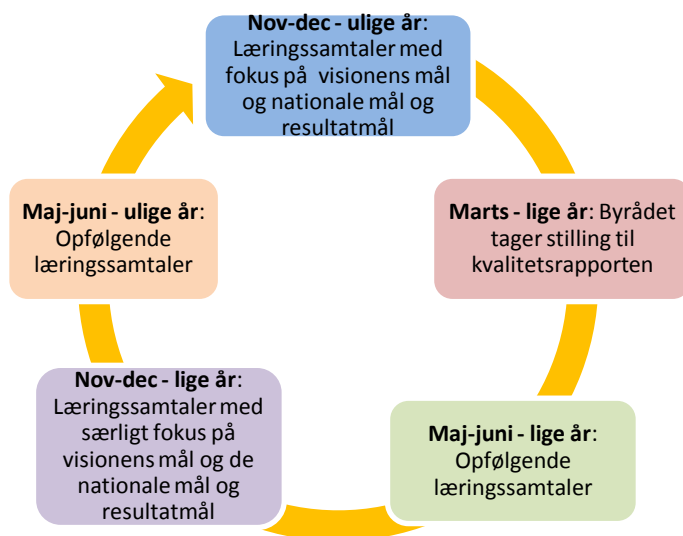 Nov-dec - ulige år:
Læringssamtaler med
fokus på visionens mål
og nationale mål og
resultatmål
Marts - lige år: Byrådet
tager stilling til
kvalitetsrapporten
Maj-juni - lige år:
Opfølgende
læringssamtaler
Nov-dec - lige år:
Læringssamtaler med
særligt fokus på
visionens mål og de
nationale mål og
resultatmål
Maj-juni - ulige år:
Opfølgende
læringssamtaler